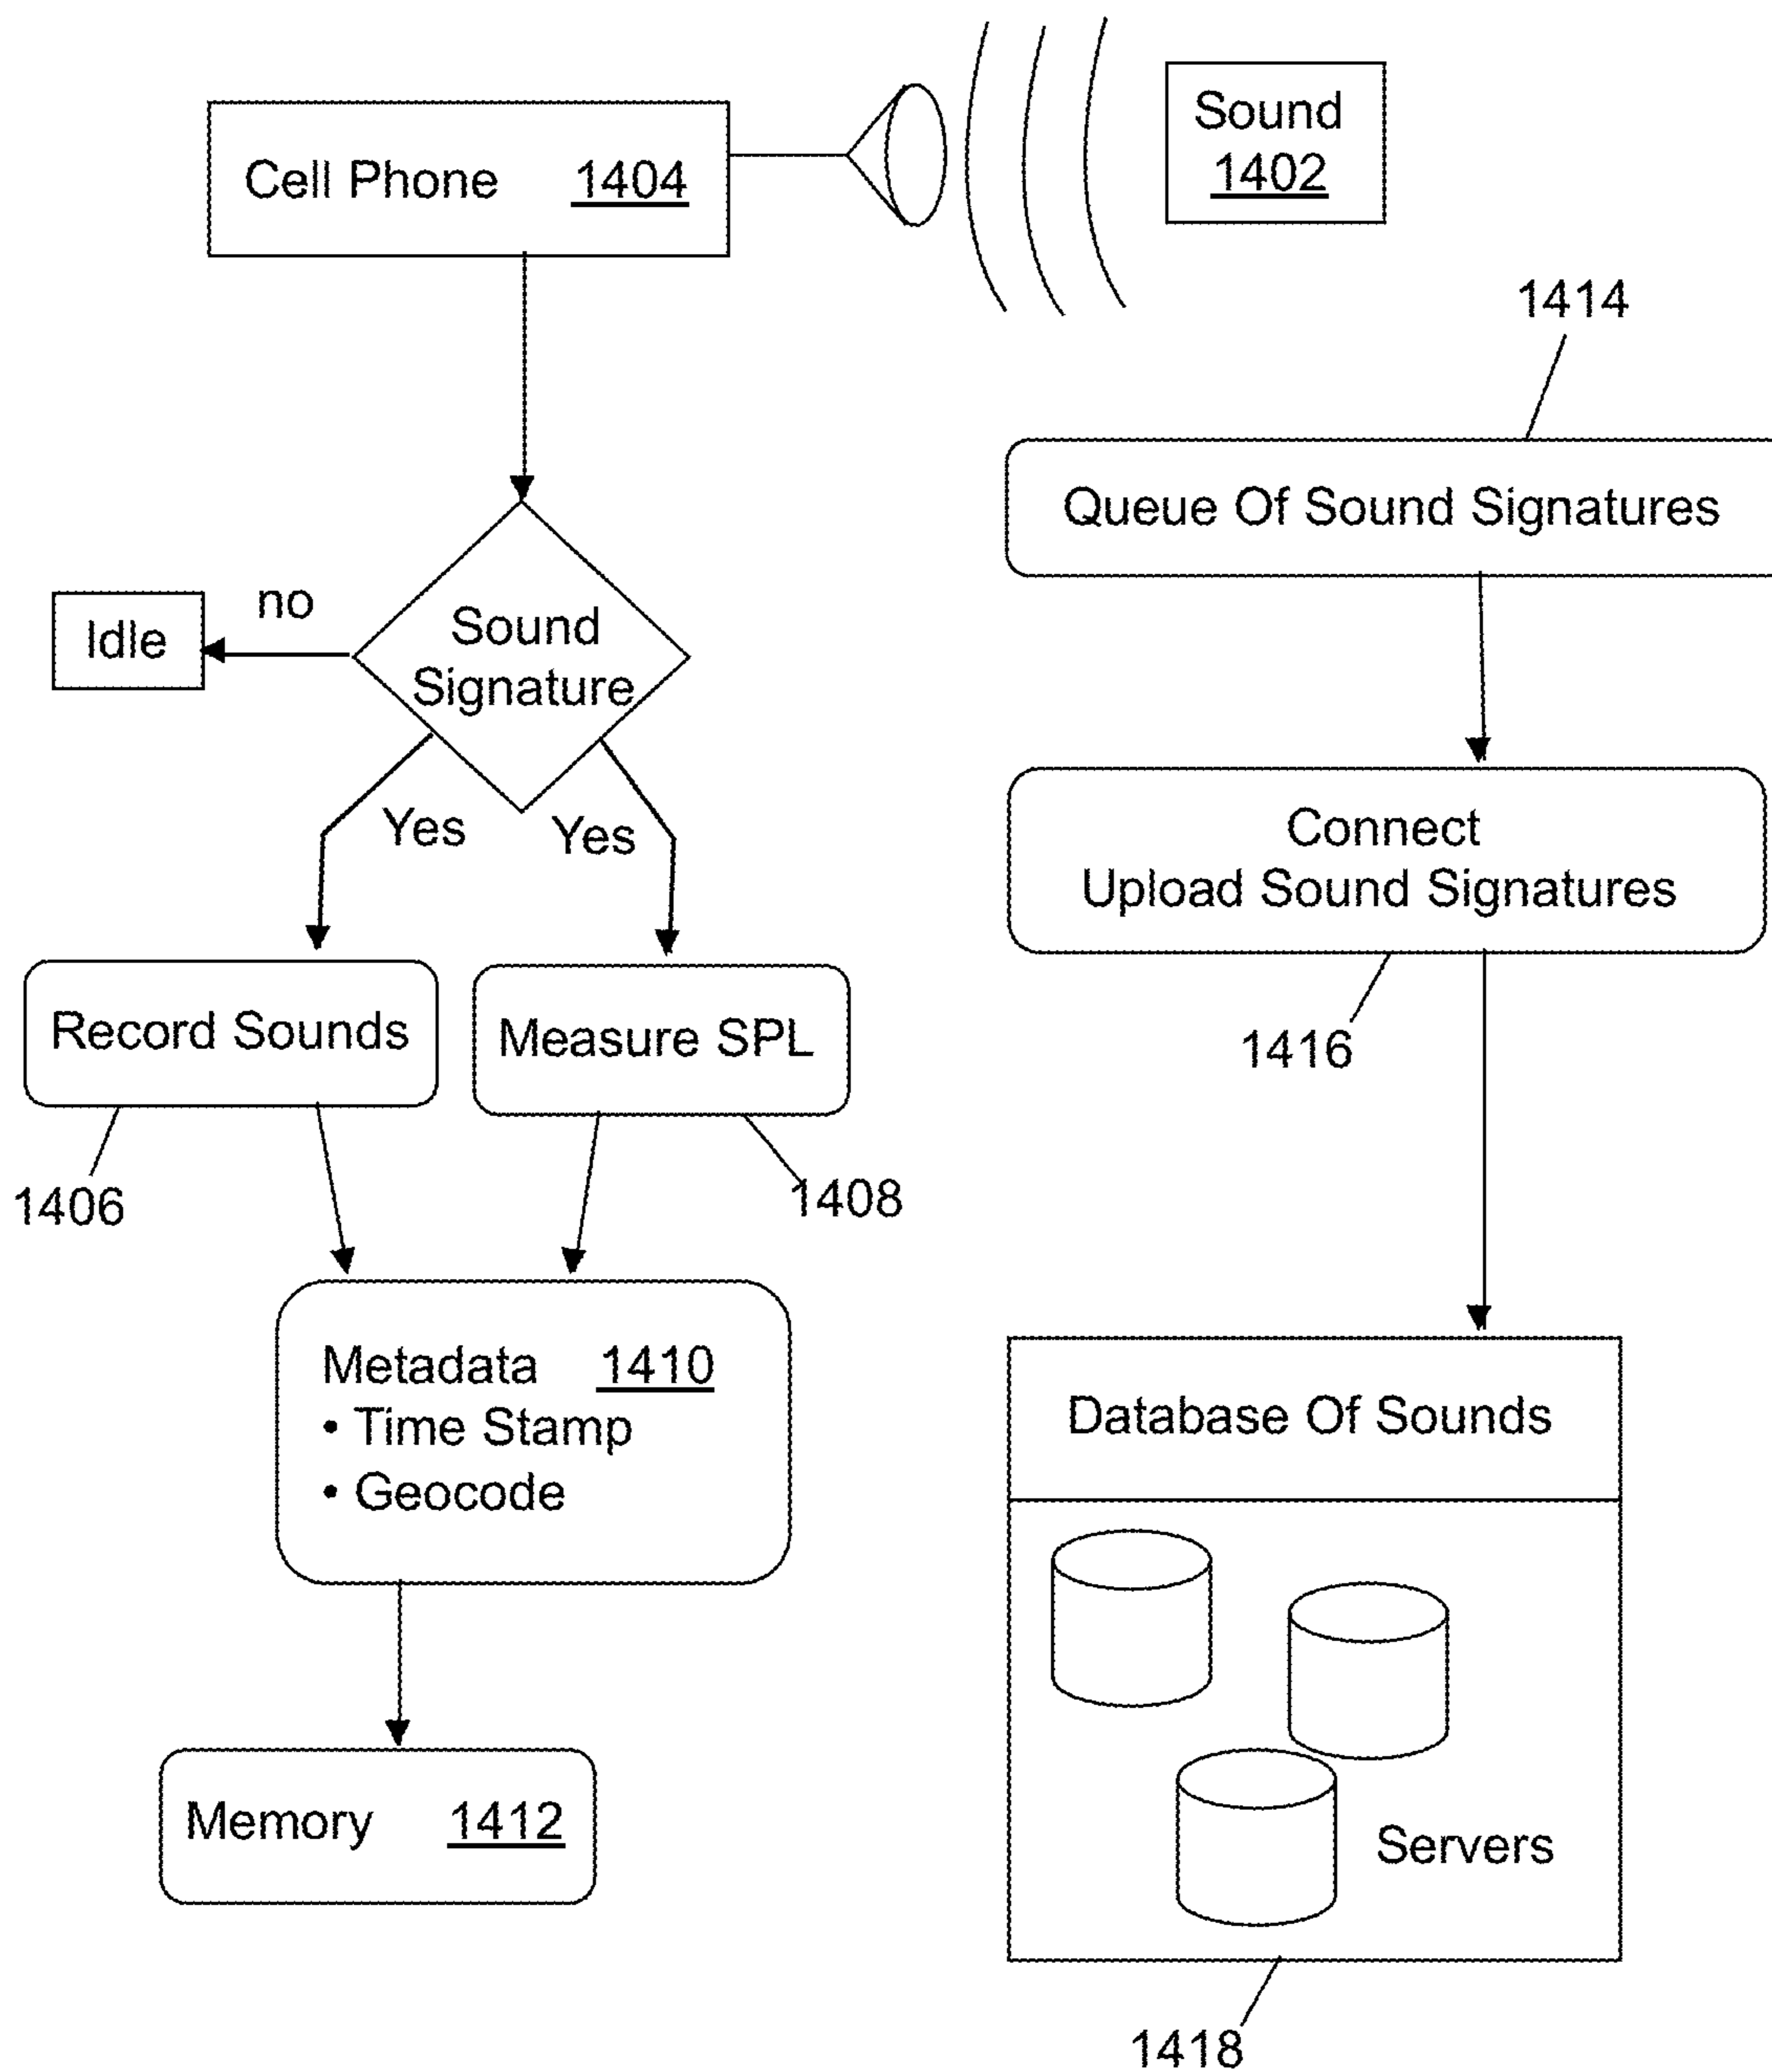 Cell Phone 1404
Sound
1402
Sound
Signature
no
Idle
Yes
Yes
Record Sounds
1406
Measure SPL
1408
Metadata 1410
• Time Stamp
• Geocode
Memory 1412
1414
Queue Of Sound Signatures
Connect
Upload Sound Signatures
1416
Database Of Sounds
Servers
1418